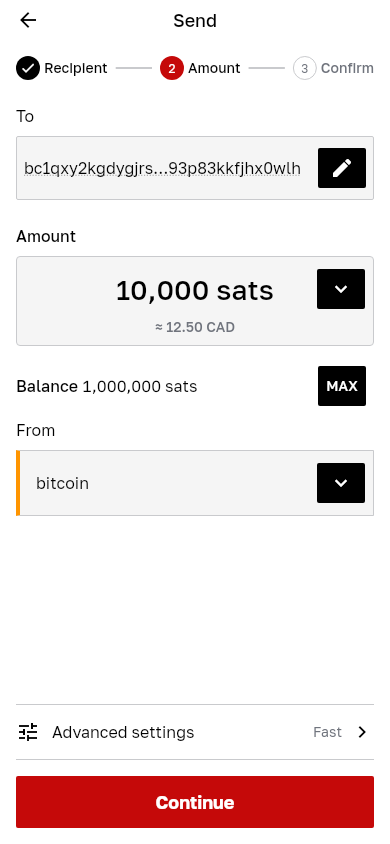 Send
Recipient 2 Amount 3 Confirm
To
bc1qxy2kgdygjrs...93p83kkfjhx0wlh
Amount
10,000 sats
≈ 12.50 CAD
Balance 1,000,000 sats MAX
From
bitcoin
Advanced settings Fast
Continue